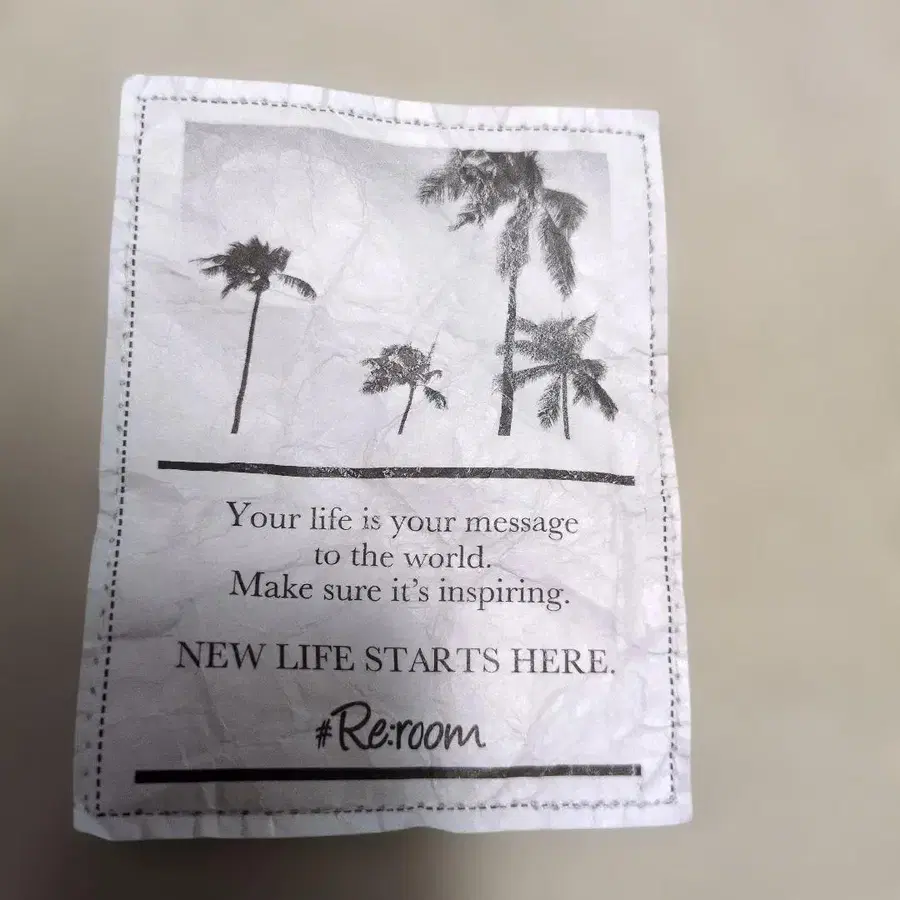 Your life is your message
to the world.
Make sure it's inspiring.
NEW LIFE STARTS HERE.
#Re:room